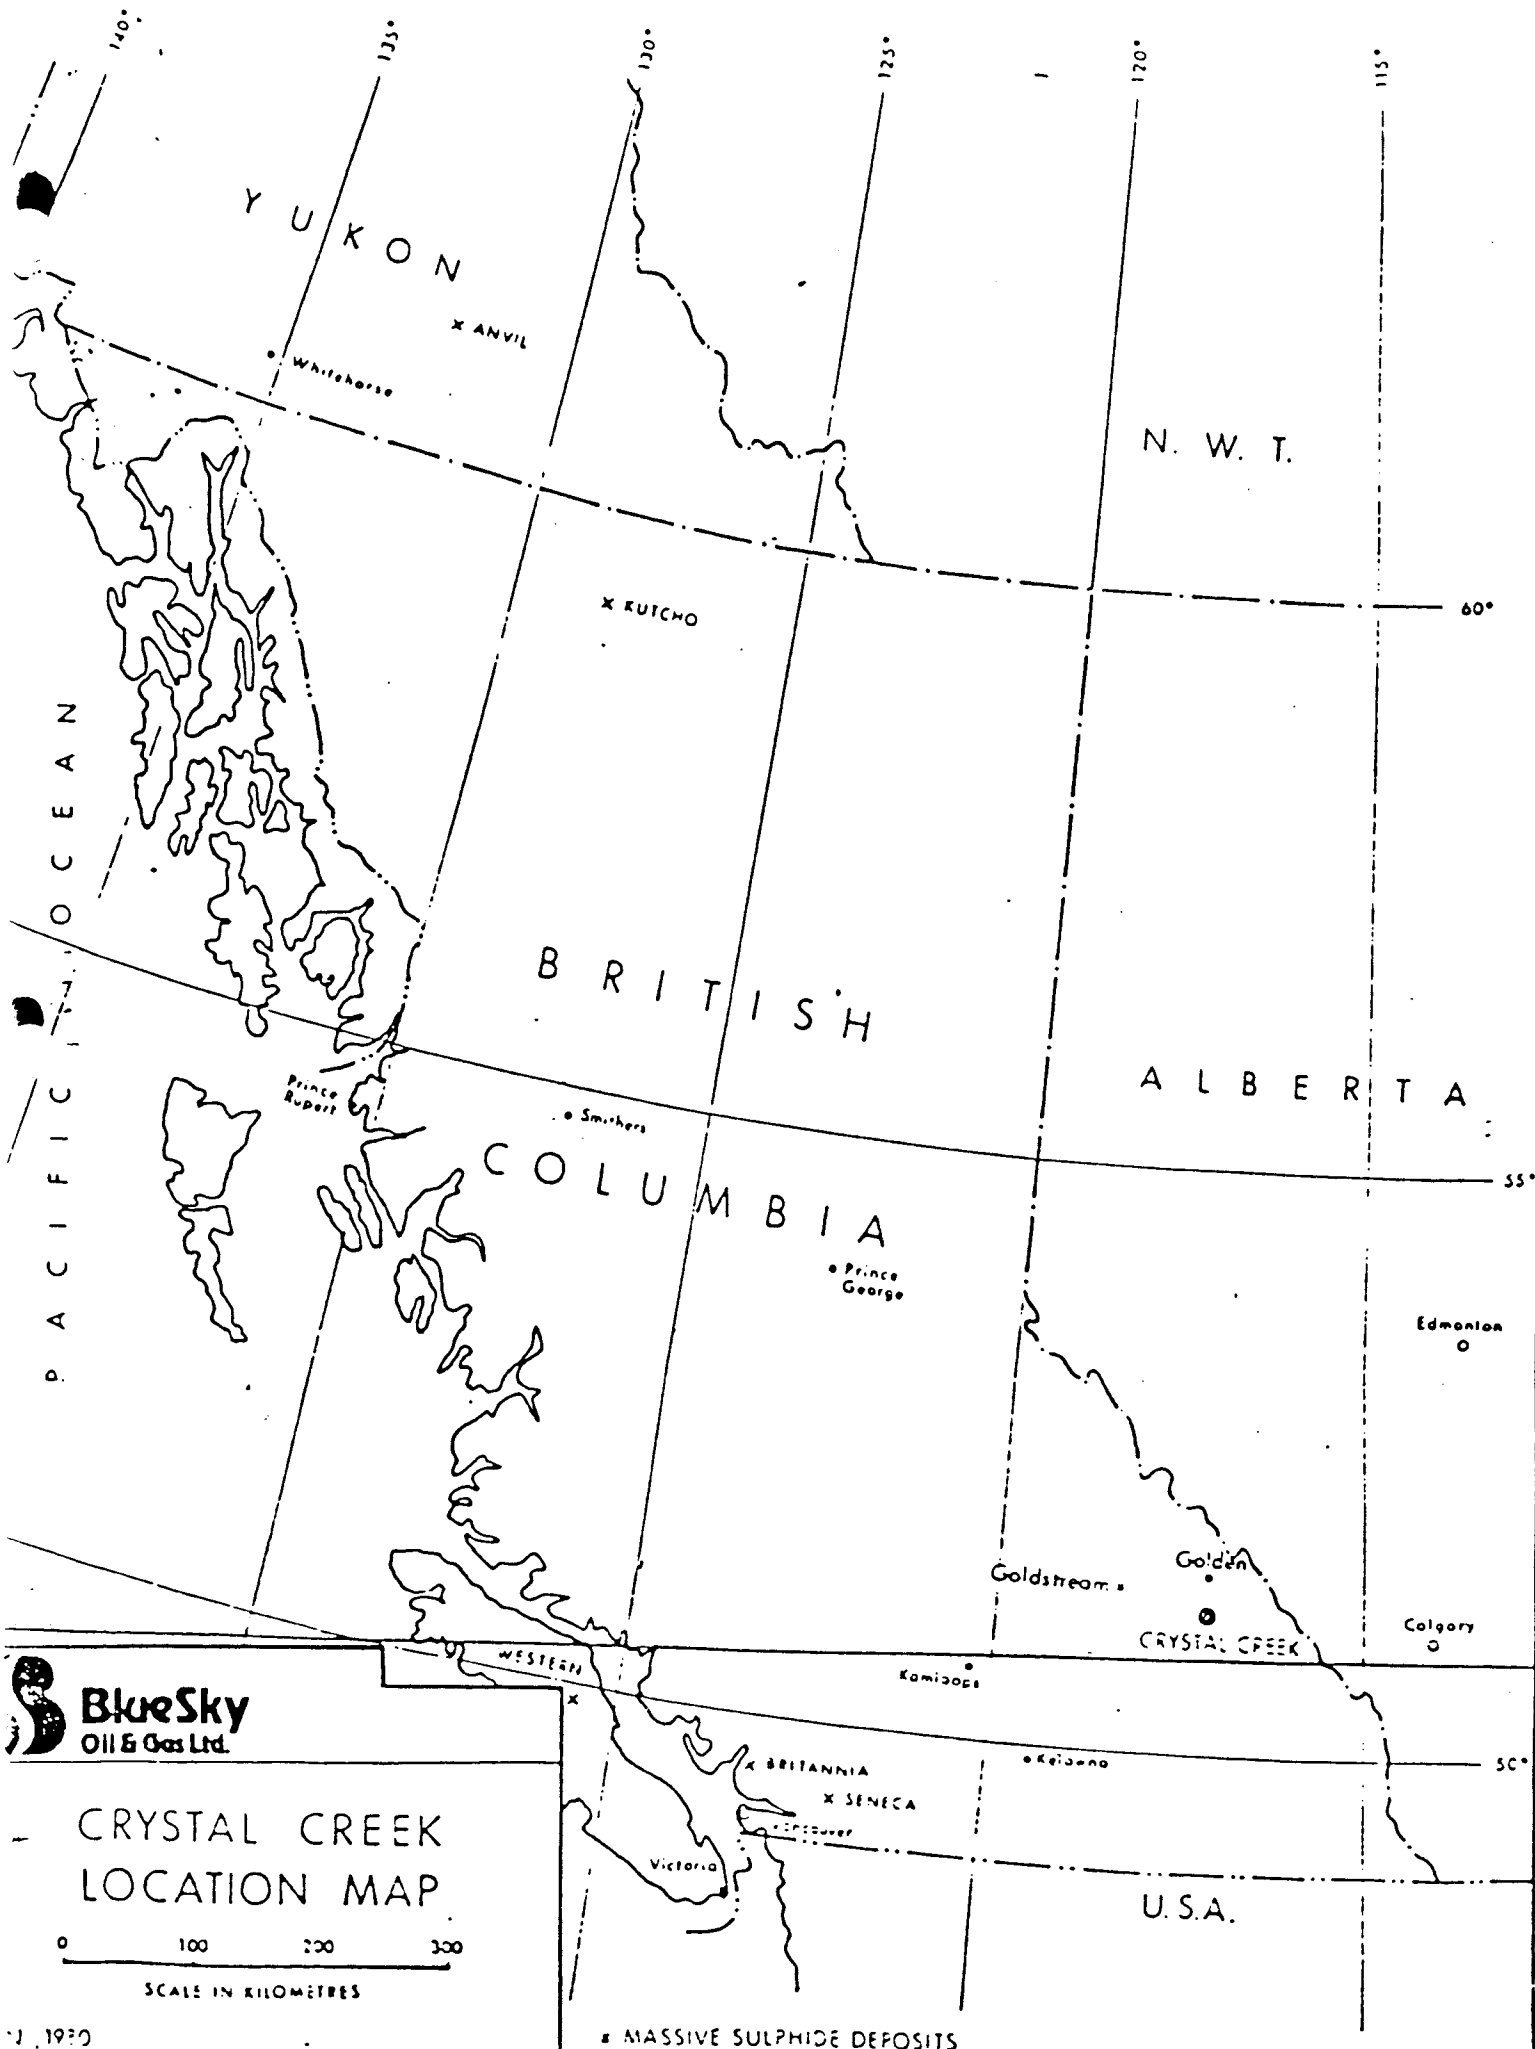 140°
135°
130°
125°
120°
115°
YUKON
x ANVIL
Whitehorse
N. W. T.
60°
x KUTCHO
PACIFIC OCEAN
BRITISH
COLUMBIA
ALBERTA
Prince
Rupert
Smithers
55°
Prince
George
Edmonton
Golden
Goldstream
CRYSTAL CREEK
Calgary
WESTERN
x
Kamloops
BlueSky
Oil & Gas Ltd.
x BRITANNIA
Kelowna
50°
x SENECA
Vancouver
Victoria
U.S.A.
CRYSTAL CREEK
LOCATION MAP
0 100 200 300
SCALE IN KILOMETRES
x MASSIVE SULPHIDE DEPOSITS